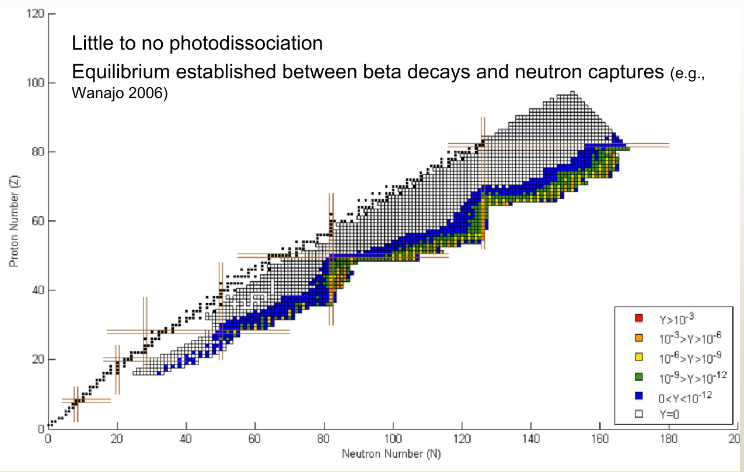 Little to no photodissociation
Equilibrium established between beta decays and neutron captures (e.g.,
Wanajo 2006)
120
100
80
60
40
20
0
Proton Number (Z)
0 20 40 60 80 100 120 140 160 180 20
Neutron Number (N)
Y>10⁻³
10⁻³>Y>10⁻⁶
10⁻⁶>Y>10⁻⁹
10⁻⁹>Y>10⁻¹²
0<Y<10⁻¹²
Y=0